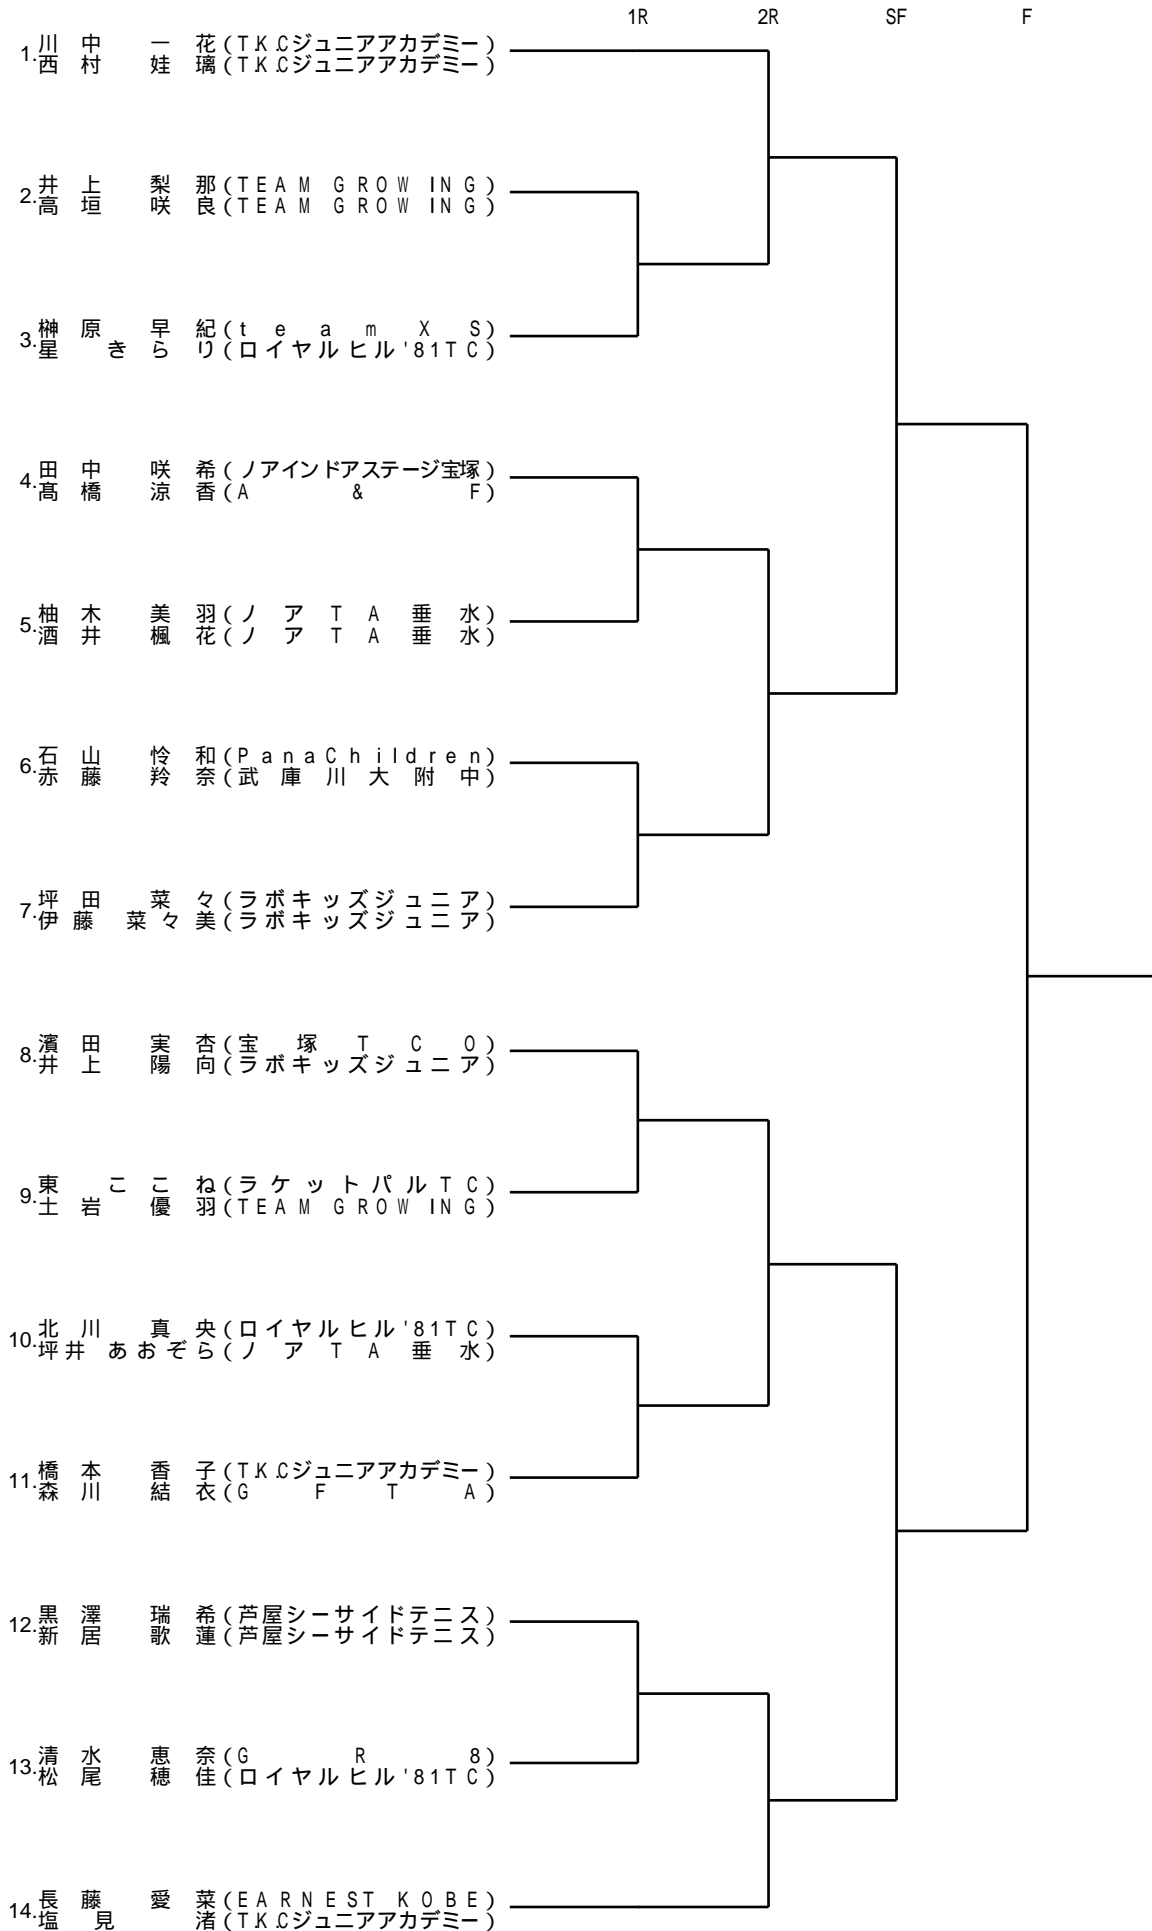 1R 2R SF F
1. 川中 一花 (T.K.Cジュニアアカデミー)
西村 娃璃 (T.K.Cジュニアアカデミー)
2. 井上 梨那 (TEAM GROWING)
高垣 咲良 (TEAM GROWING)
3. 榊原 早紀 (team XS)
星 きらり (ロイヤルヒル'81TC)
4. 田中 咲希 (ノアインドアステージ宝塚)
髙橋 涼香 (A&F)
5. 柚木 美羽 (ノアTA垂水)
酒井 楓花 (ノアTA垂水)
6. 石山 怜和 (PanaChildren)
赤藤 羚奈 (武庫川大附中)
7. 坪田 菜々 (ラボキッズジュニア)
伊藤 菜々美 (ラボキッズジュニア)
8. 濱田 実杏 (宝塚TCO)
井上 陽向 (ラボキッズジュニア)
9. 東 ここね (ラケットパルTC)
土岩 優羽 (TEAM GROWING)
10. 北川 真央 (ロイヤルヒル'81TC)
坪井 あおぞら (ノアTA垂水)
11. 橋本 香子 (T.K.Cジュニアアカデミー)
森川 結衣 (GFTA)
12. 黒澤 瑞希 (芦屋シーサイドテニス)
新居 歌蓮 (芦屋シーサイドテニス)
13. 清水 恵奈 (GR8)
松尾 穂佳 (ロイヤルヒル'81TC)
14. 長藤 愛菜 (EARNEST KOBE)
塩見 渚 (T.K.Cジュニアアカデミー)